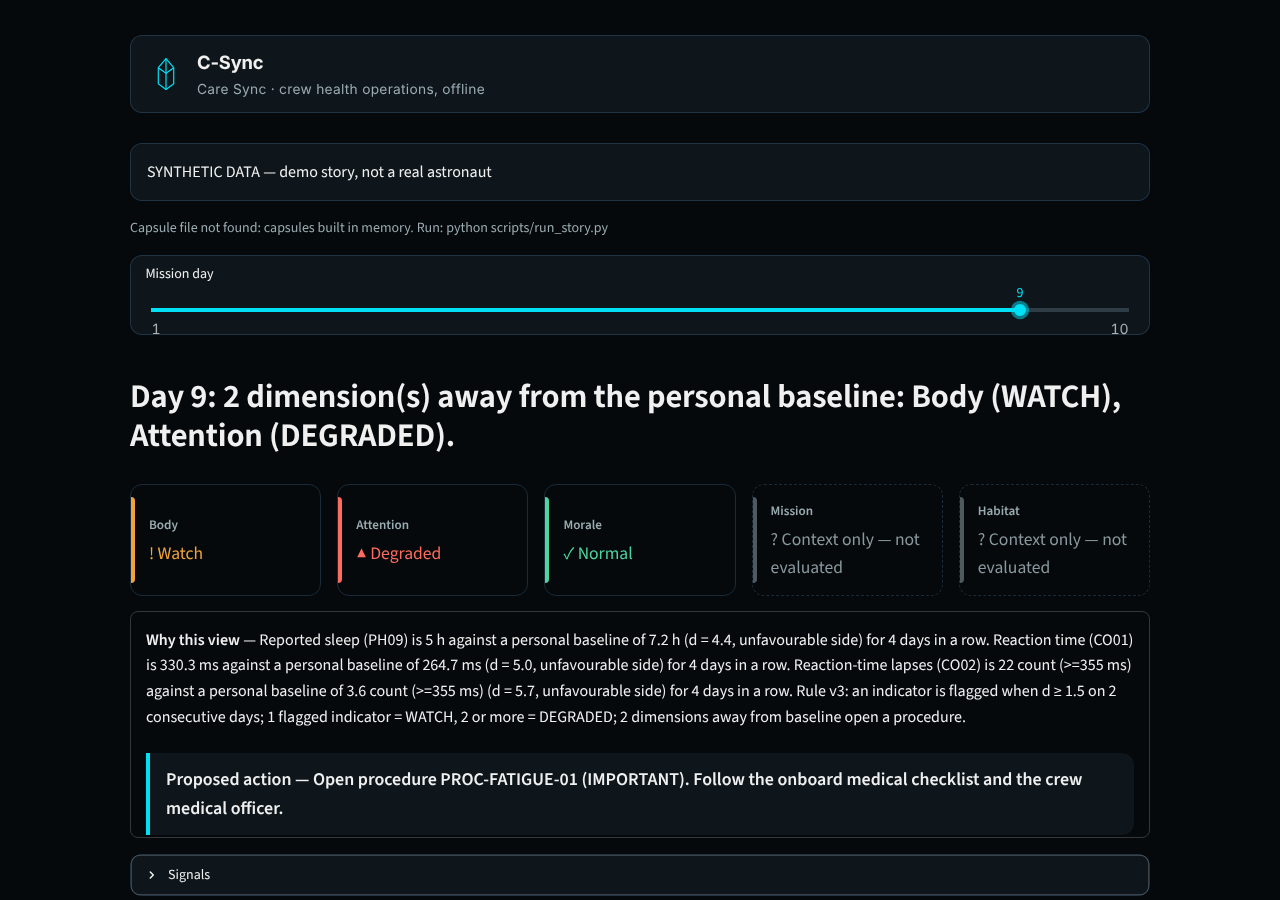 C-Sync
Care Sync · crew health operations, offline
SYNTHETIC DATA — demo story, not a real astronaut
Capsule file not found: capsules built in memory. Run: python scripts/run_story.py
Mission day
9
1
10
Day 9: 2 dimension(s) away from the personal baseline: Body (WATCH),
Attention (DEGRADED).
Body
! Watch
Attention
▲ Degraded
Morale
✓ Normal
Mission
? Context only — not
evaluated
Habitat
? Context only — not
evaluated
Why this view — Reported sleep (PH09) is 5 h against a personal baseline of 7.2 h (d = 4.4, unfavourable side) for 4 days in a row. Reaction time (CO01)
is 330.3 ms against a personal baseline of 264.7 ms (d = 5.0, unfavourable side) for 4 days in a row. Reaction-time lapses (CO02) is 22 count (>=355 ms)
against a personal baseline of 3.6 count (>=355 ms) (d = 5.7, unfavourable side) for 4 days in a row. Rule v3: an indicator is flagged when d ≥ 1.5 on 2
consecutive days; 1 flagged indicator = WATCH, 2 or more = DEGRADED; 2 dimensions away from baseline open a procedure.
Proposed action — Open procedure PROC-FATIGUE-01 (IMPORTANT). Follow the onboard medical checklist and the crew
medical officer.
Signals